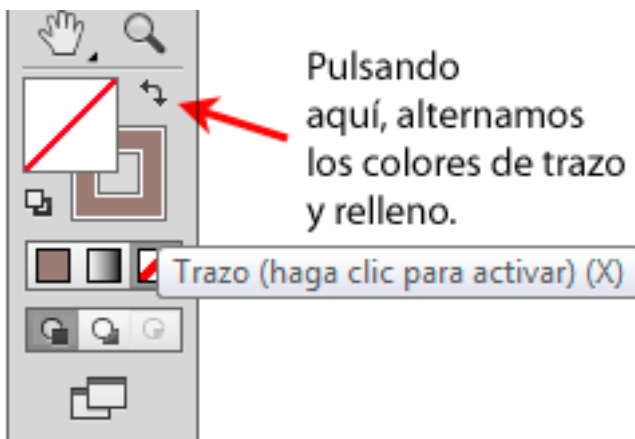 Pulsando
aquí, alternamos
los colores de trazo
y relleno.
Trazo (haga clic para activar) (X)